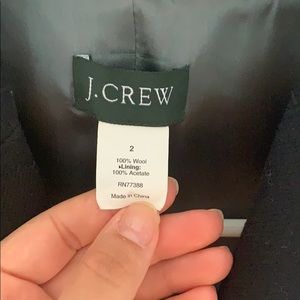 J.CREW
2
100% Wool
•Lining:
100% Acetate
RN77388
Made in China